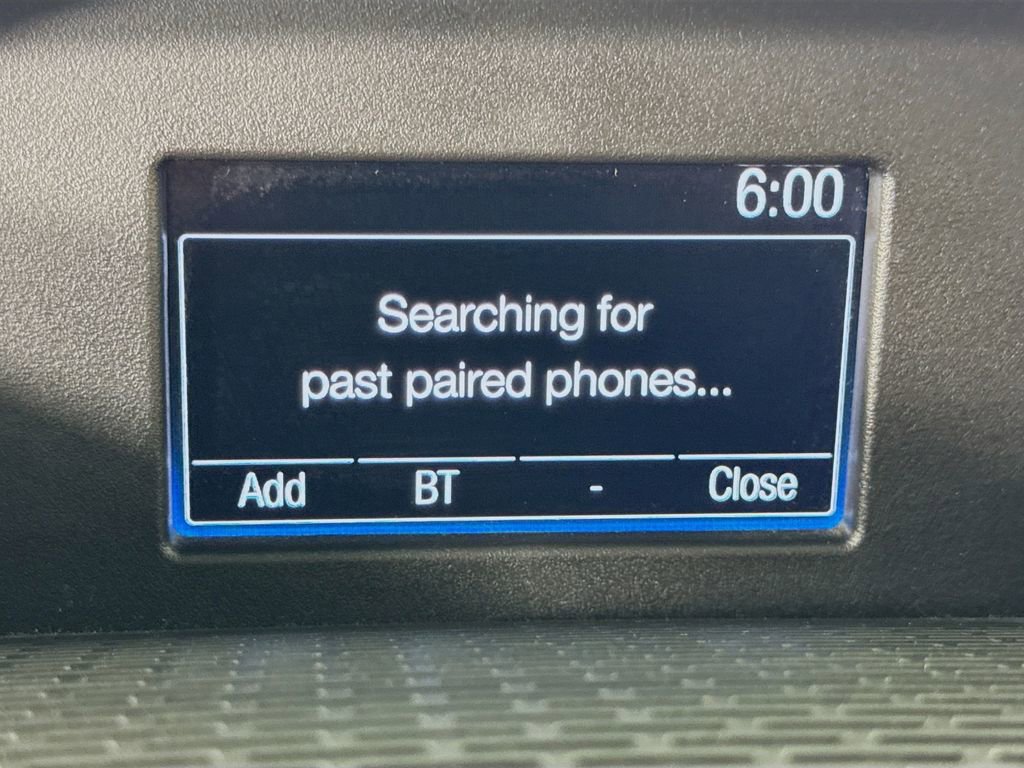 6:00
Searching for
past paired phones...
Add BT - Close